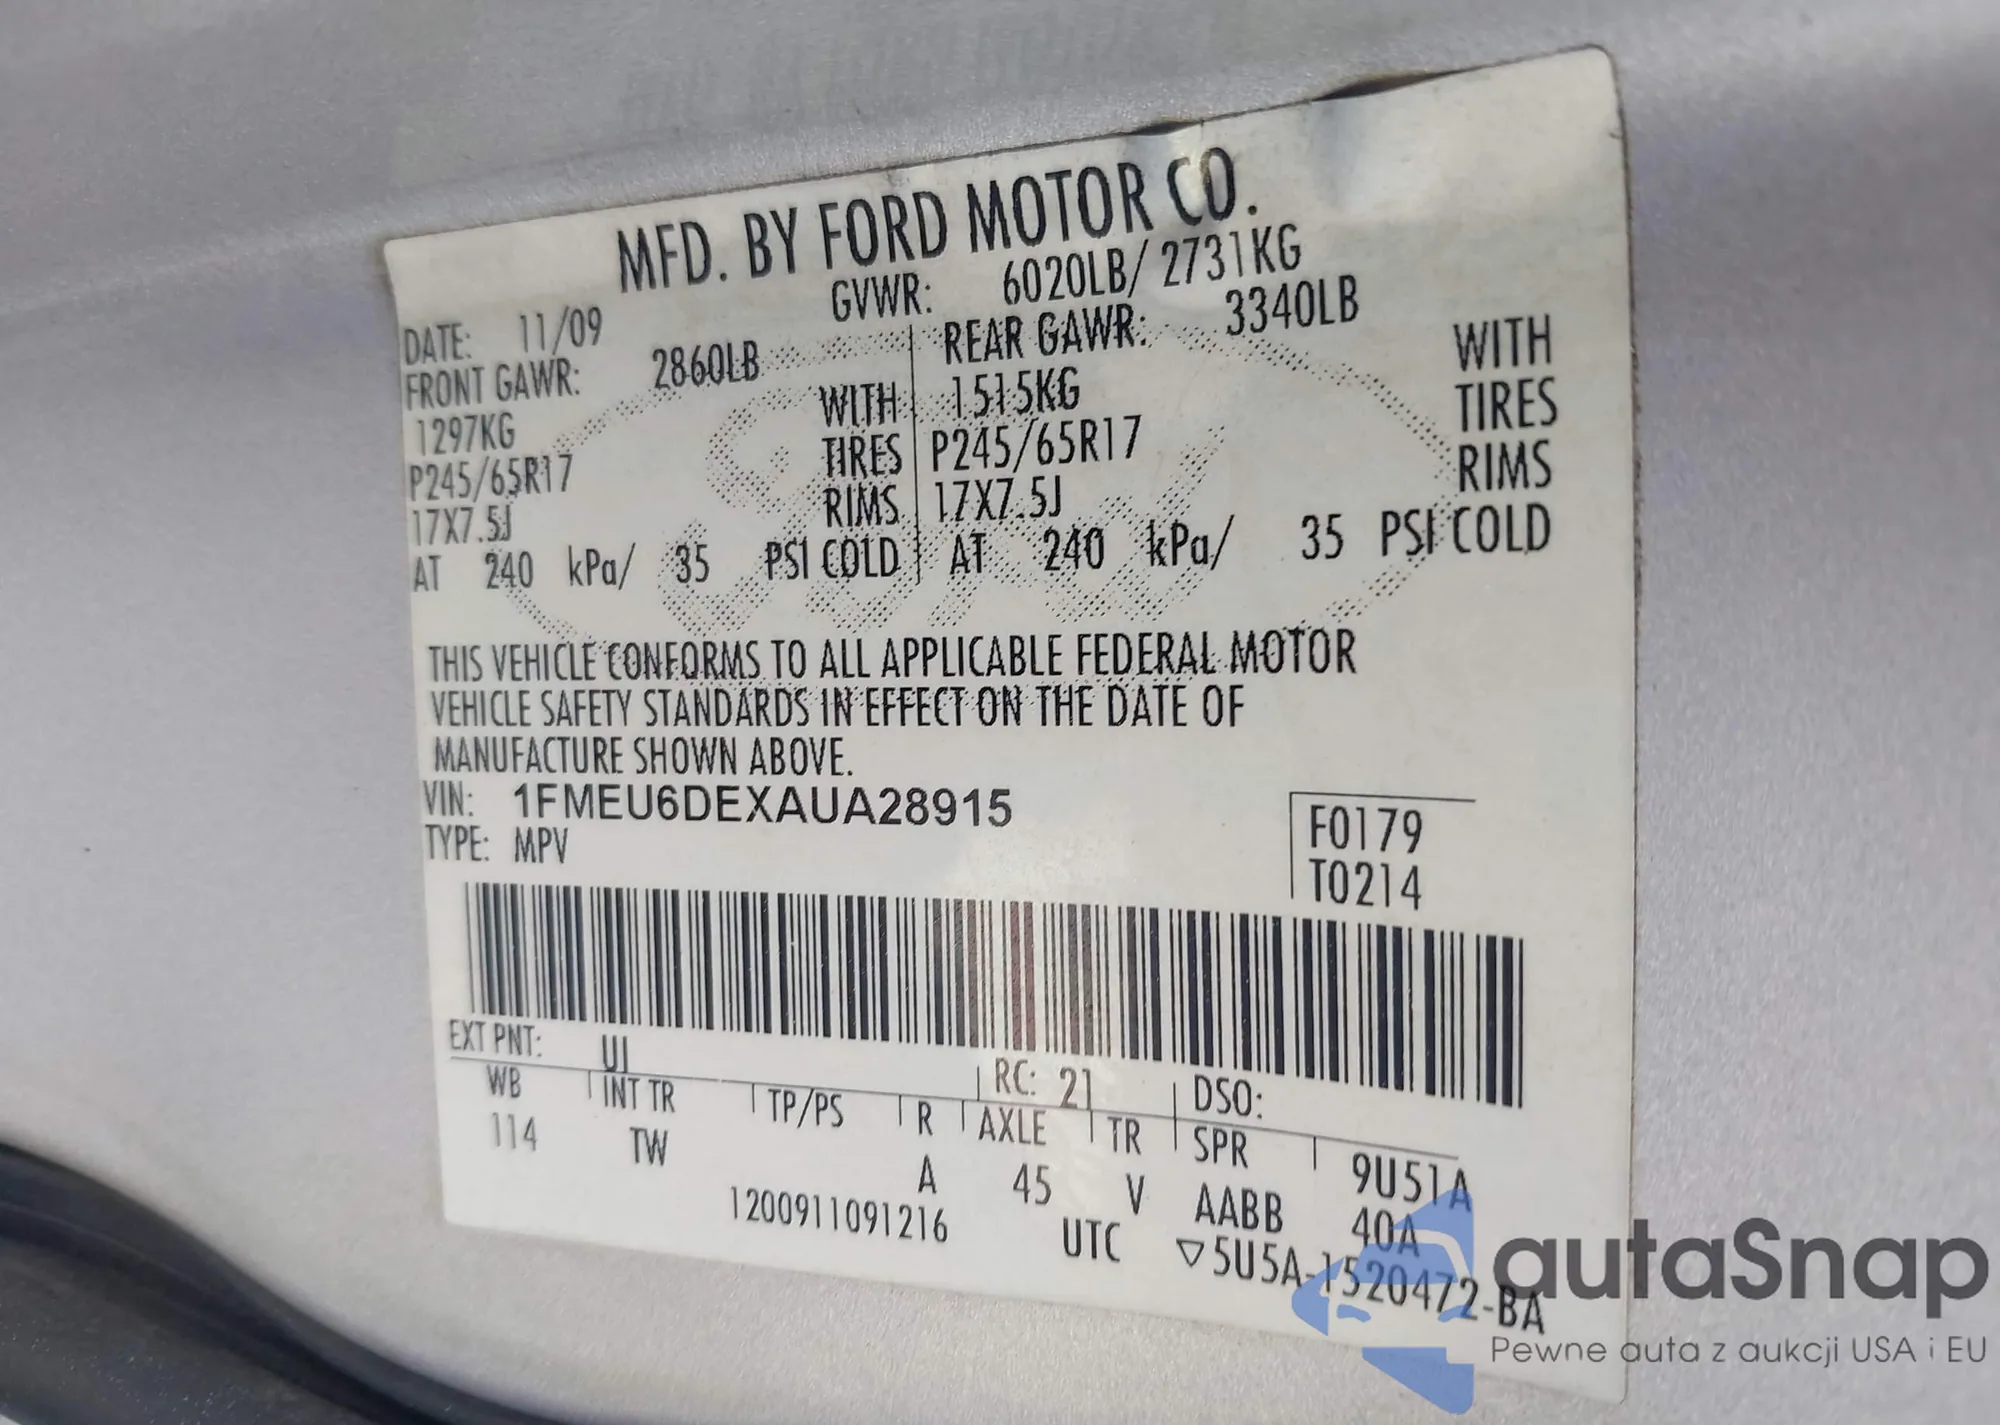 MFD. BY FORD MOTOR CO.
DATE: 11/09 GVWR: 6020LB/ 2731KG
FRONT GAWR: 2860LB REAR GAWR: 3340LB
1297KG WITH 1515KG WITH
P245/65R17 TIRES P245/65R17 TIRES
17X7.5J RIMS 17X7.5J RIMS
AT 240 kPa/ 35 PSI COLD AT 240 kPa/ 35 PSI COLD
THIS VEHICLE CONFORMS TO ALL APPLICABLE FEDERAL MOTOR
VEHICLE SAFETY STANDARDS IN EFFECT ON THE DATE OF
MANUFACTURE SHOWN ABOVE.
VIN: 1FMEU6DEXAUA28915
TYPE: MPV
F0179
T0214
EXT PNT: UJ RC: 21 DSO:
WB INT TR TP/PS R AXLE TR SPR 9U51A
114 TW A 45 V AABB 40A
1200911091216 UTC ▽5U5A-1520472-BA
autaSnap
Pewne auta z aukcji USA i EU